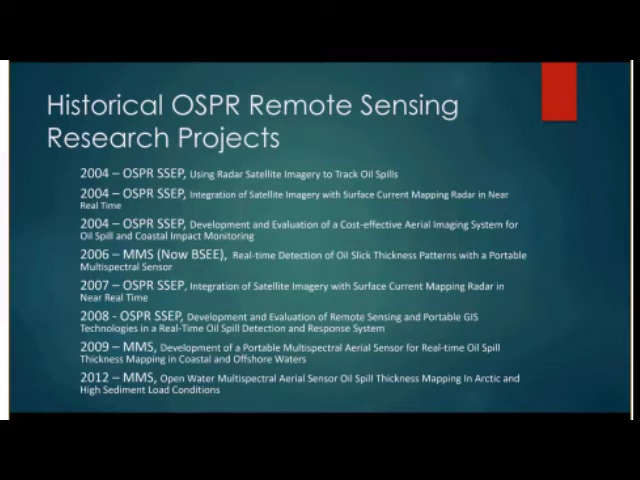 Historical OSPR Remote Sensing
Research Projects
2004 – OSPR SSEP, Using Radar Satellite Imagery to Track Oil Spills
2004 – OSPR SSEP, Integration of Satellite Imagery with Surface Current Mapping Radar in Near
Real Time
2004 – OSPR SSEP, Development and Evaluation of a Cost-effective Aerial Imaging System for
Oil Spill and Coastal Impact Monitoring
2006 – MMS (Now BSEE), Real-time Detection of Oil Slick Thickness Patterns with a Portable
Multispectral Sensor
2007 – OSPR SSEP, Integration of Satellite Imagery with Surface Current Mapping Radar in
Near Real Time
2008 - OSPR SSEP, Development and Evaluation of Remote Sensing and Portable GIS
Technologies in a Real-Time Oil Spill Detection and Response System
2009 – MMS, Development of a Portable Multispectral Aerial Sensor for Real-time Oil Spill
Thickness Mapping in Coastal and Offshore Waters
2012 – MMS, Open Water Multispectral Aerial Sensor Oil Spill Thickness Mapping In Arctic and
High Sediment Load Conditions